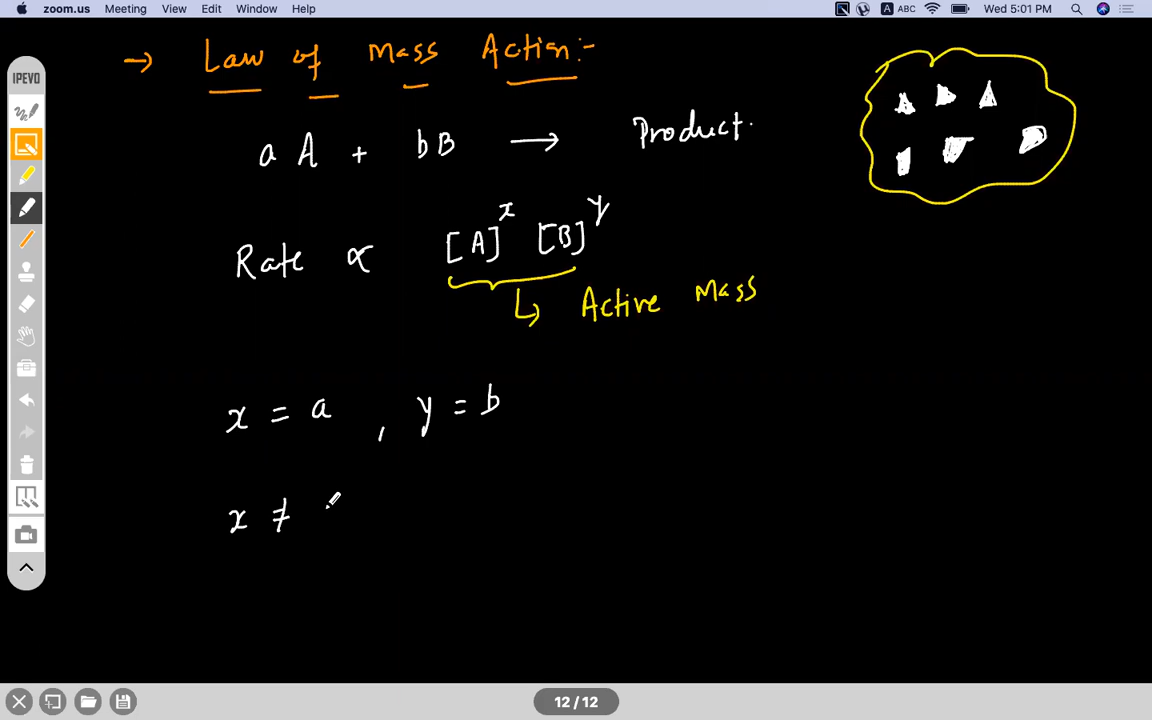 zoom.us Meeting View Edit Window Help A ABC Wed 5:01 PM
IPEVO
→ Law of Mass Action:-
a A + bB → Product.
Rate ∝ [A]^x [B]^y
↳ Active Mass
x = a , y = b
x ≠
12 / 12